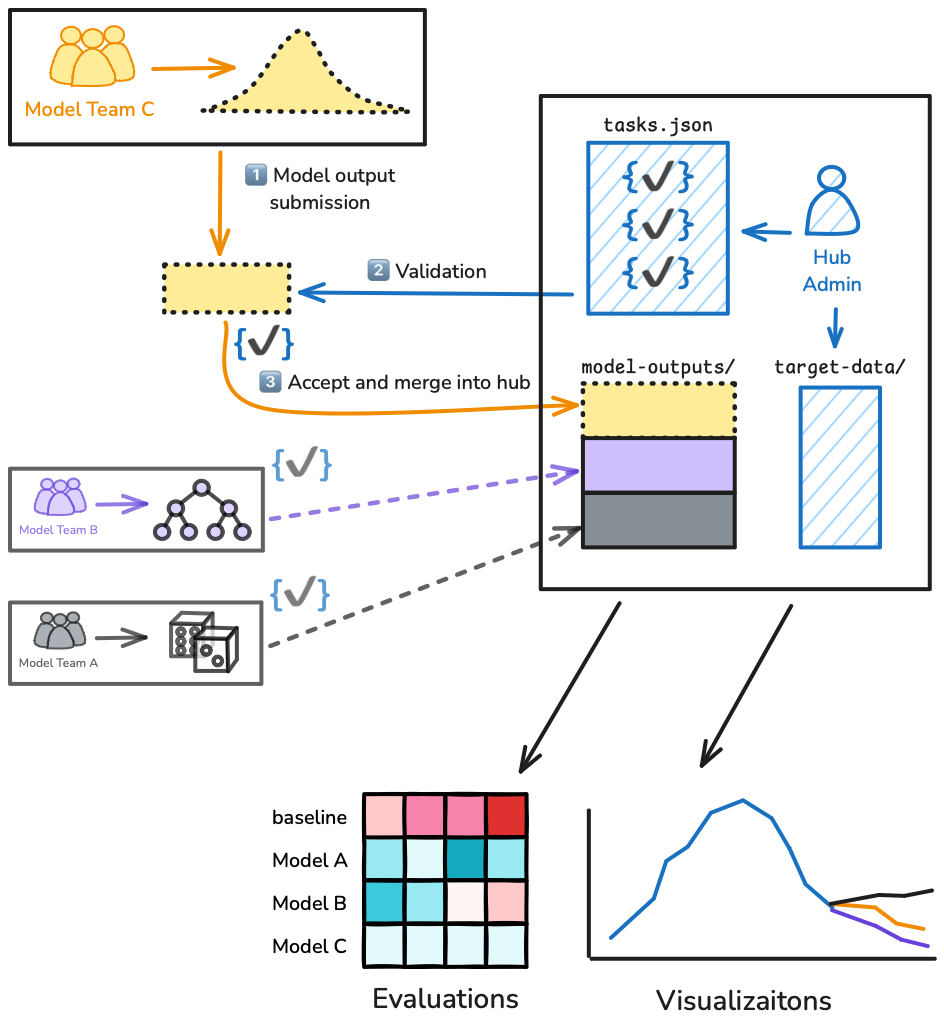 Model Team C
1 Model output
submission
tasks.json
{✔}
{✔}
{✔}
Hub
Admin
2 Validation
{✔}
3 Accept and merge into hub
model-outputs/
target-data/
{✔}
Model Team B
{✔}
Model Team A
baseline
Model A
Model B
Model C
Evaluations
Visualizaitons